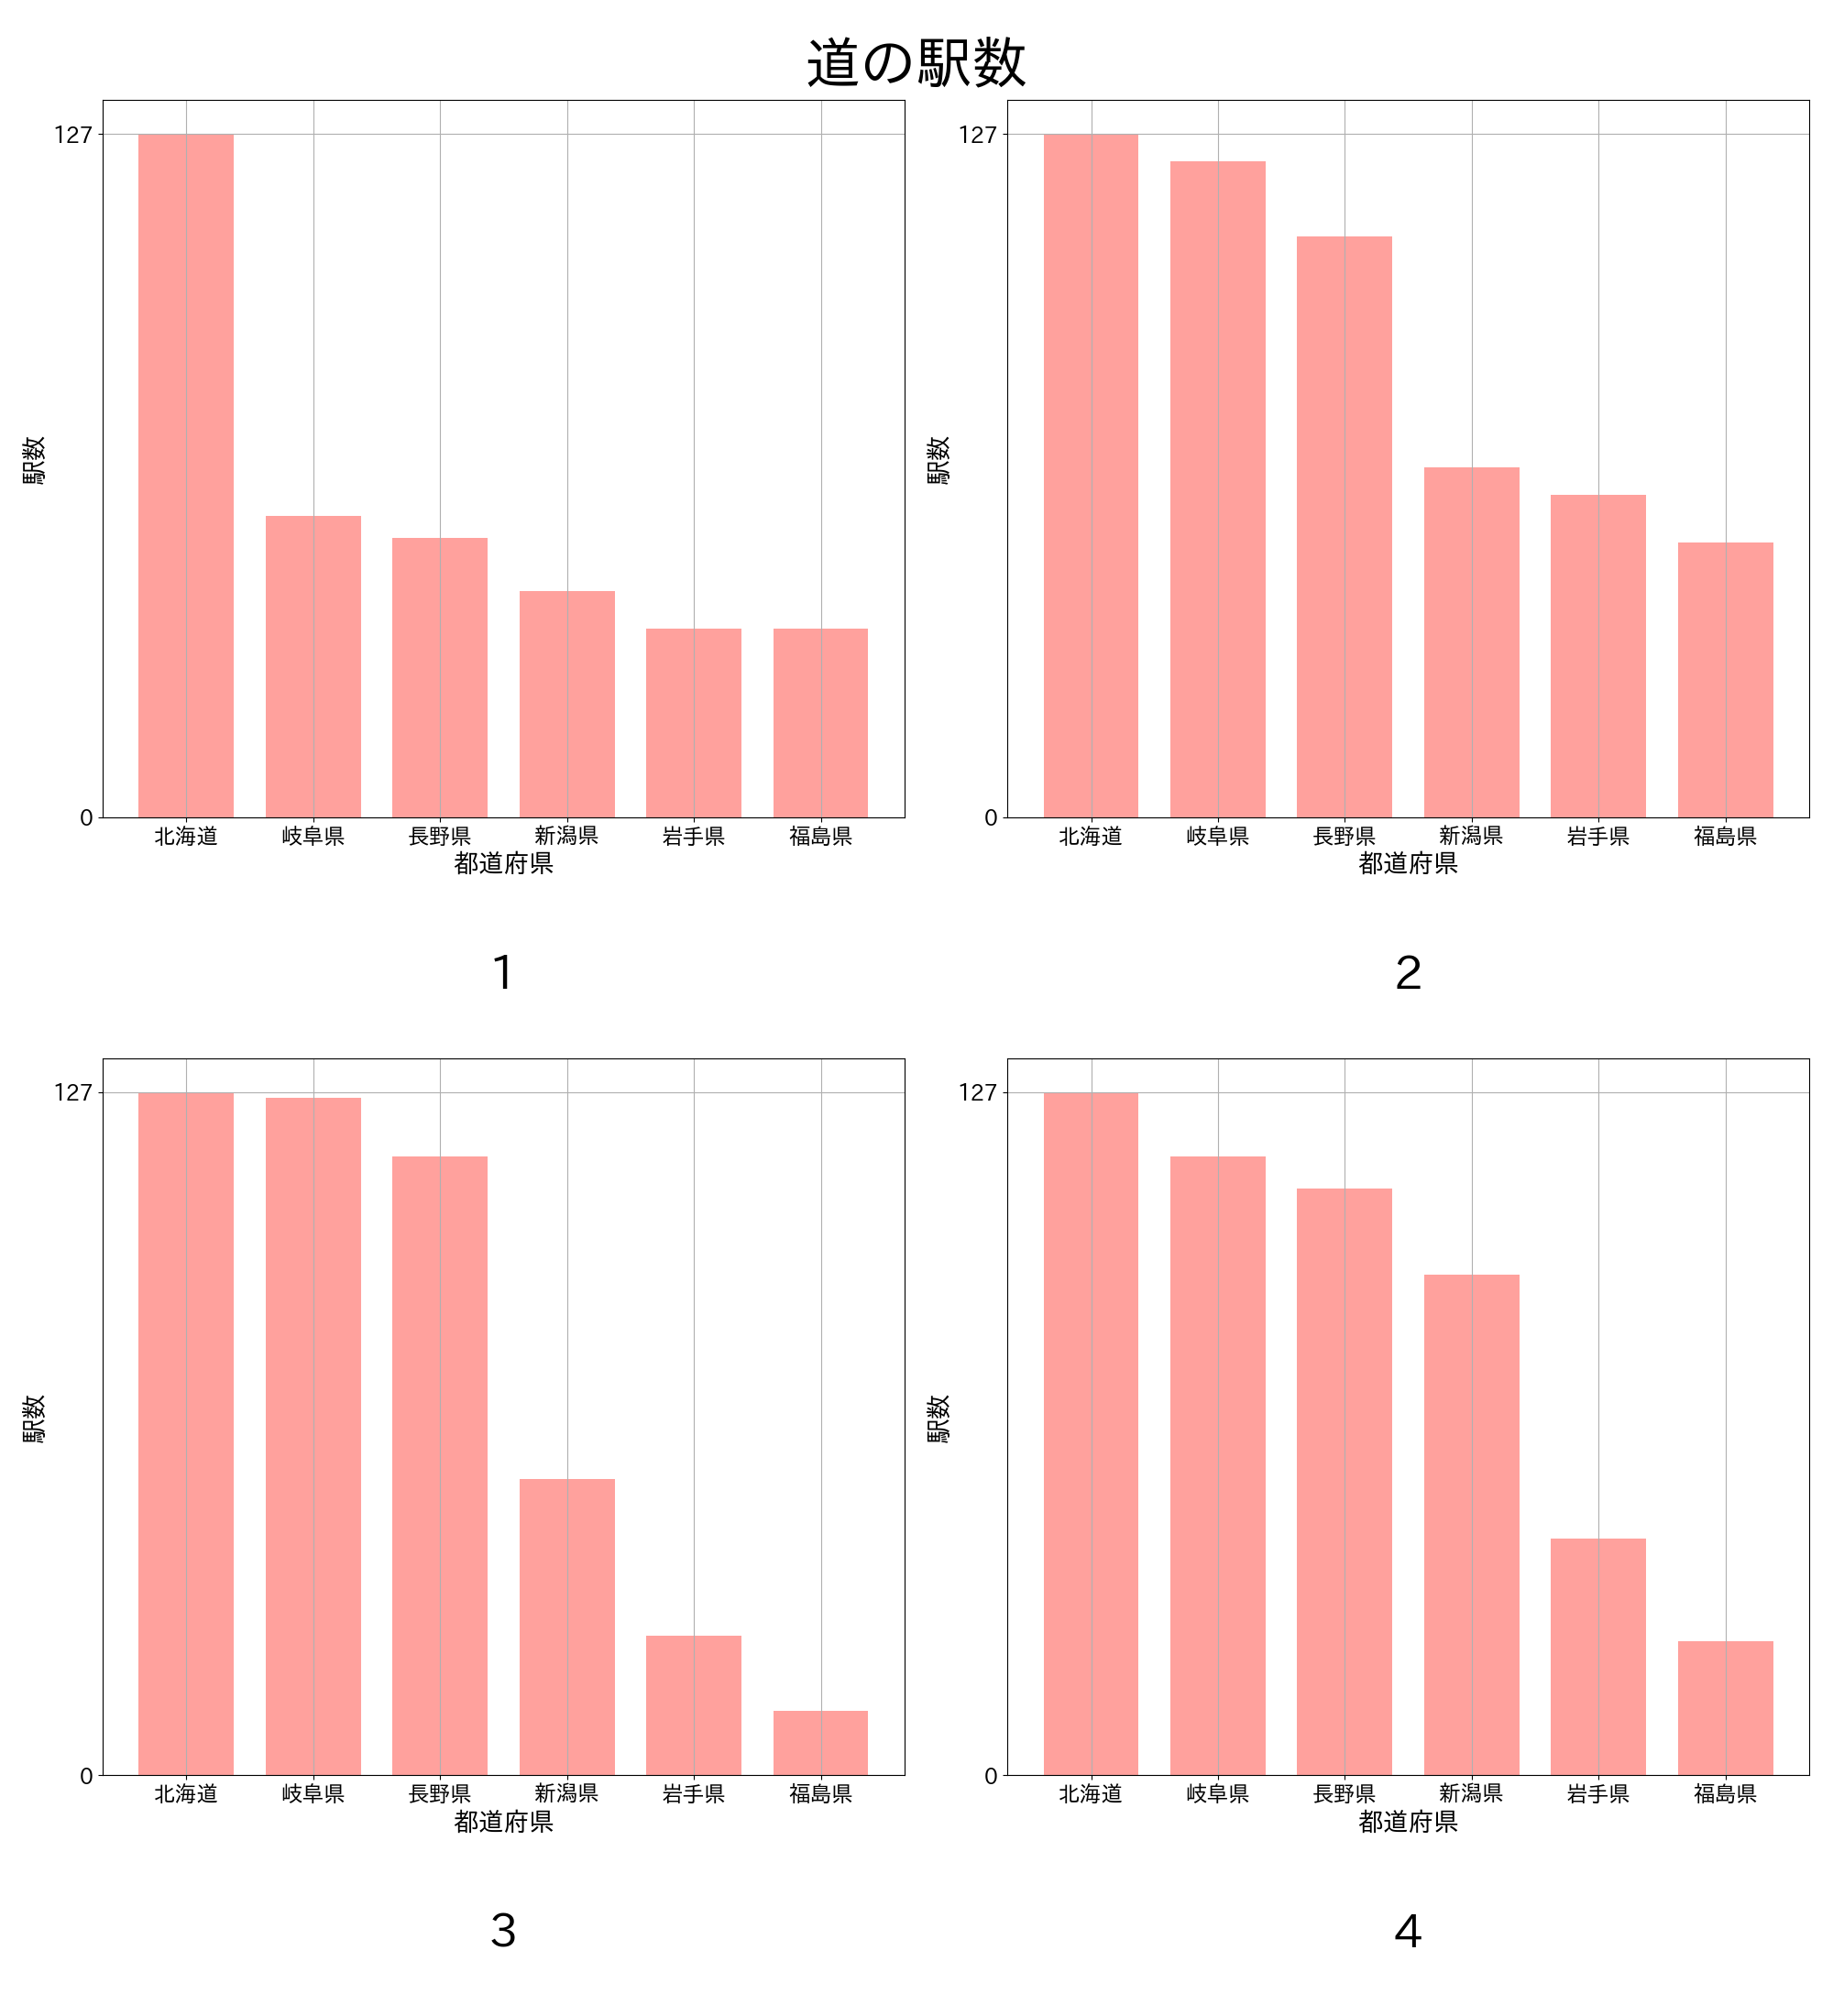 道の駅数
127
0
駅数
北海道 岐阜県 長野県 新潟県 岩手県 福島県
都道府県
1
127
0
駅数
北海道 岐阜県 長野県 新潟県 岩手県 福島県
都道府県
2
127
0
駅数
北海道 岐阜県 長野県 新潟県 岩手県 福島県
都道府県
3
127
0
駅数
北海道 岐阜県 長野県 新潟県 岩手県 福島県
都道府県
4